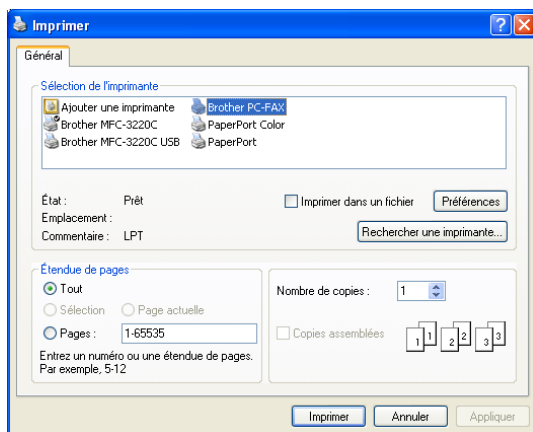 Imprimer
Général
Sélection de l'imprimante
Ajouter une imprimante Brother PC-FAX
Brother MFC-3220C PaperPort Color
Brother MFC-3220C USB PaperPort
État : Prêt Imprimer dans un fichier Préférences
Emplacement :
Commentaire : LPT Rechercher une imprimante...
Étendue de pages
Tout Nombre de copies : 1
Sélection Page actuelle
Pages : 1-65535 Copies assemblées 1 1 2 2 3 3
Entrez un numéro ou une étendue de pages.
Par exemple, 5-12
Imprimer Annuler Appliquer